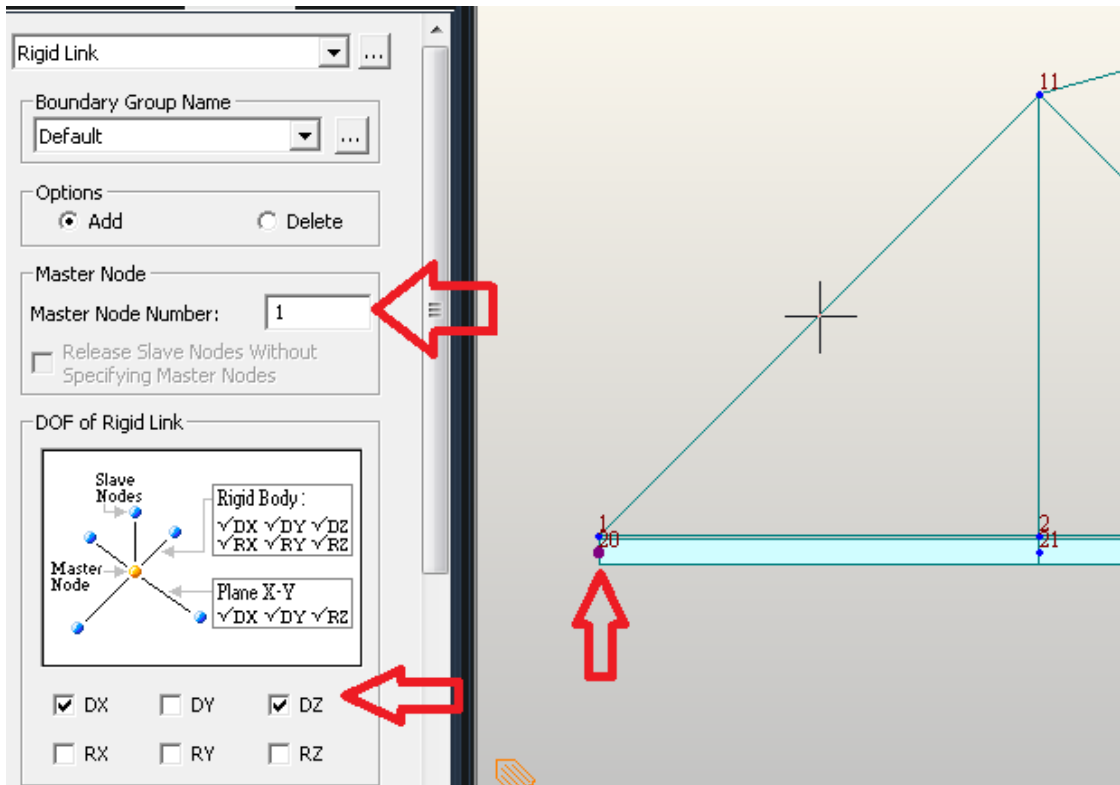 Rigid Link
...
Boundary Group Name
Default
...
Options
Add
Delete
Master Node
Master Node Number:
1
Release Slave Nodes Without
Specifying Master Nodes
DOF of Rigid Link
Slave
Nodes
Rigid Body :
✓DX ✓DY ✓DZ
✓RX ✓RY ✓RZ
Master
Node
Plane X-Y
✓DX ✓DY ✓RZ
DX
DY
DZ
RX
RY
RZ
11
1
20
2
21